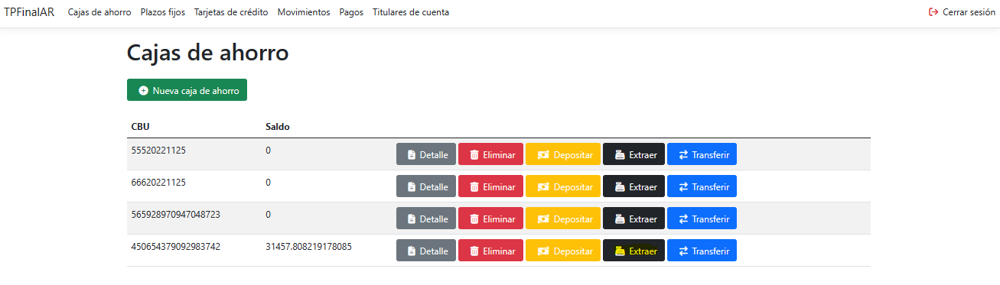 TPFinalAR Cajas de ahorro Plazos fijos Tarjetas de crédito Movimientos Pagos Titulares de cuenta Cerrar sesión
Cajas de ahorro
Nueva caja de ahorro
CBU Saldo
55520221125 0 Detalle Eliminar Depositar Extraer Transferir
66620221125 0 Detalle Eliminar Depositar Extraer Transferir
565928970947048723 0 Detalle Eliminar Depositar Extraer Transferir
450654379092983742 31457.808219178085 Detalle Eliminar Depositar Extraer Transferir